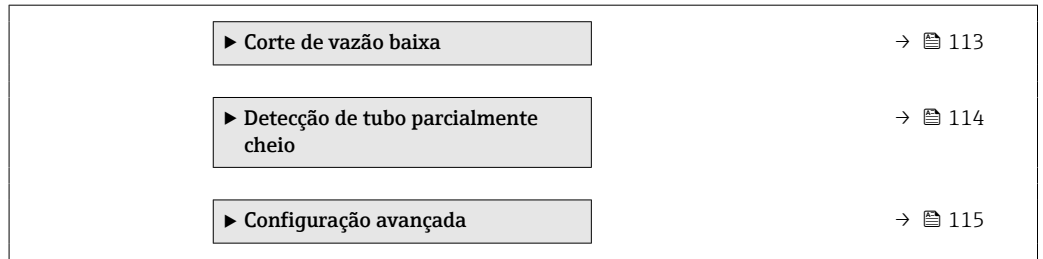 ▶ Corte de vazão baixa → 🖹 113
▶ Detecção de tubo parcialmente → 🖹 114
cheio
▶ Configuração avançada → 🖹 115